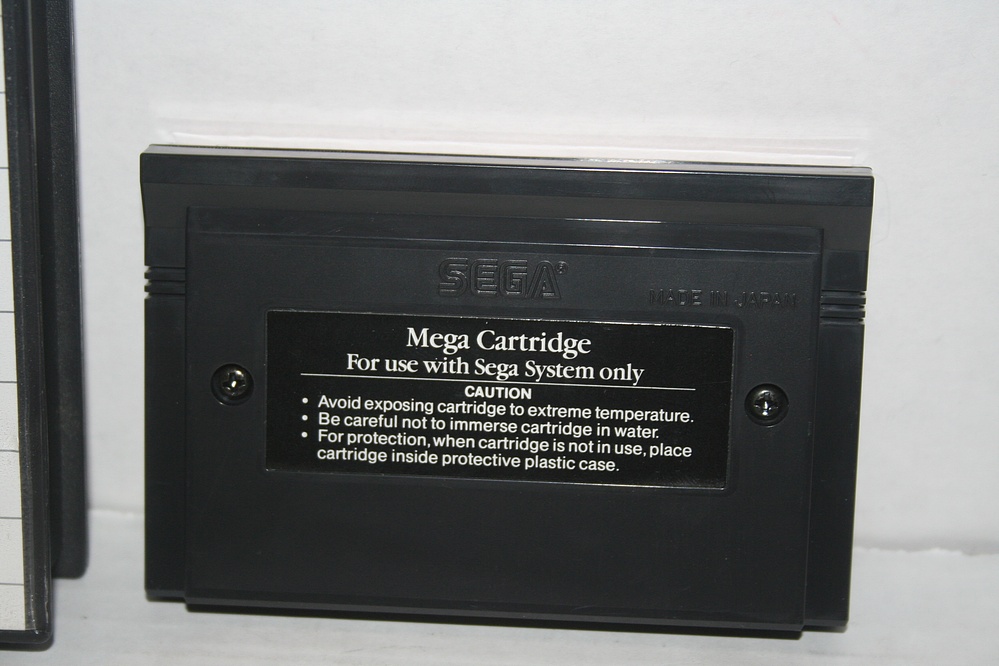 SEGA®
MADE IN JAPAN
Mega Cartridge
For use with Sega System only
CAUTION
• Avoid exposing cartridge to extreme temperature.
• Be careful not to immerse cartridge in water.
• For protection, when cartridge is not in use, place
cartridge inside protective plastic case.